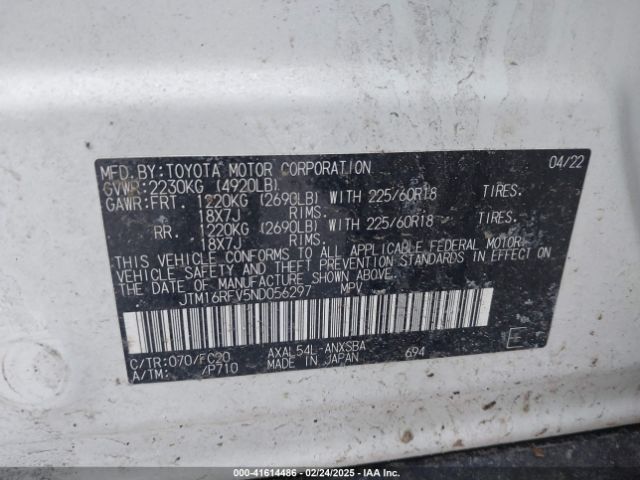 MFD. BY: TOYOTA MOTOR CORPORATION 04/22
GVWR: 2230KG (4920LB)
GAWR: FRT. 1220KG (2690LB) WITH 225/60R18 TIRES.
18X7J RIMS.
RR. 1220KG (2690LB) WITH 225/60R18 TIRES.
18X7J RIMS.
THIS VEHICLE CONFORMS TO ALL APPLICABLE FEDERAL MOTOR
VEHICLE SAFETY AND THEFT PREVENTION STANDARDS IN EFFECT ON
THE DATE OF MANUFACTURE SHOWN ABOVE.
JTM16RFV5ND056297 MPV
C/TR: 070/FC20 AXAL54L-ANXSBA 694 E
A/TM: /P710 MADE IN JAPAN
000-41614486 - 02/24/2025 - IAA Inc.